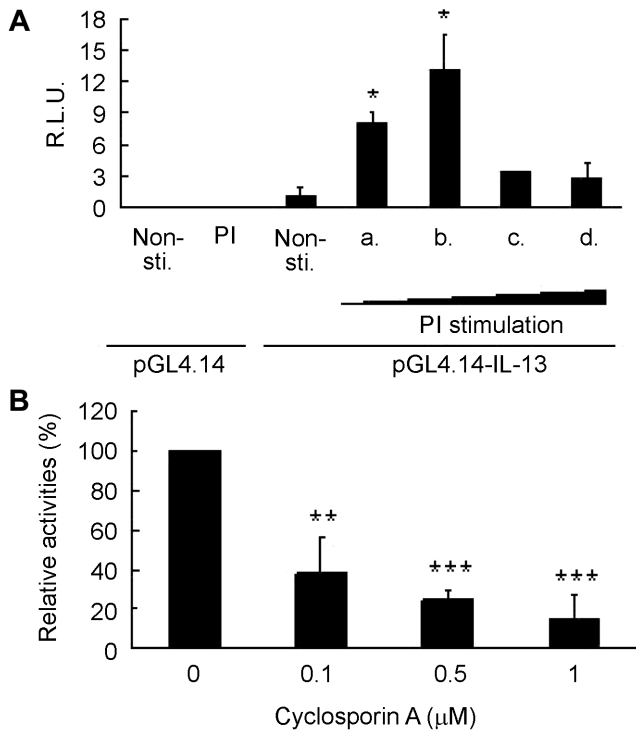 A
18
15
12
9
6
3
0
R.L.U.
*
*
Non-
sti.
PI
Non-
sti.
a.
b.
c.
d.
PI stimulation
pGL4.14
pGL4.14-IL-13
B
120
100
80
60
40
20
0
Relative activities (%)
**
***
***
0
0.1
0.5
1
Cyclosporin A (μM)